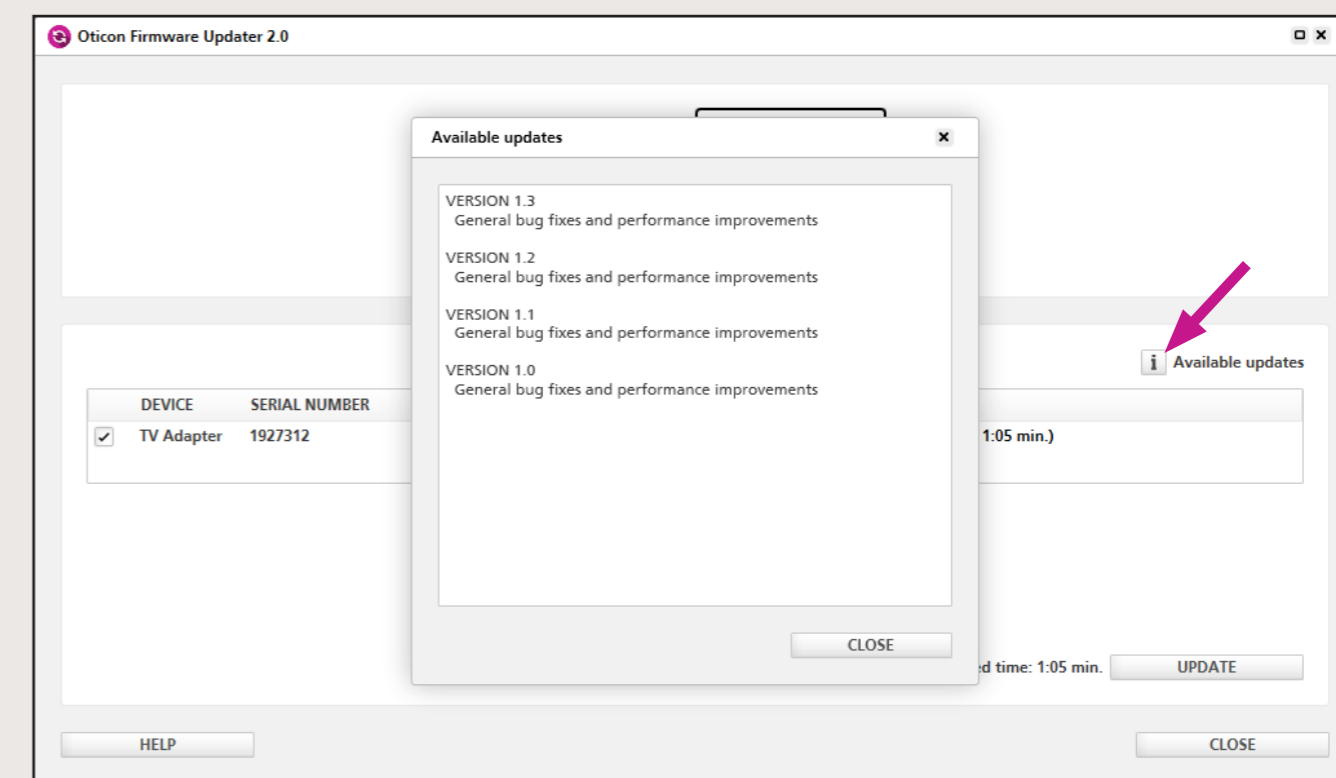 Oticon Firmware Updater 2.0
Available updates
VERSION 1.3
General bug fixes and performance improvements
VERSION 1.2
General bug fixes and performance improvements
VERSION 1.1
General bug fixes and performance improvements
VERSION 1.0
General bug fixes and performance improvements
CLOSE
i Available updates
DEVICE SERIAL NUMBER
TV Adapter 1927312 1:05 min.)
time: 1:05 min. UPDATE
HELP CLOSE